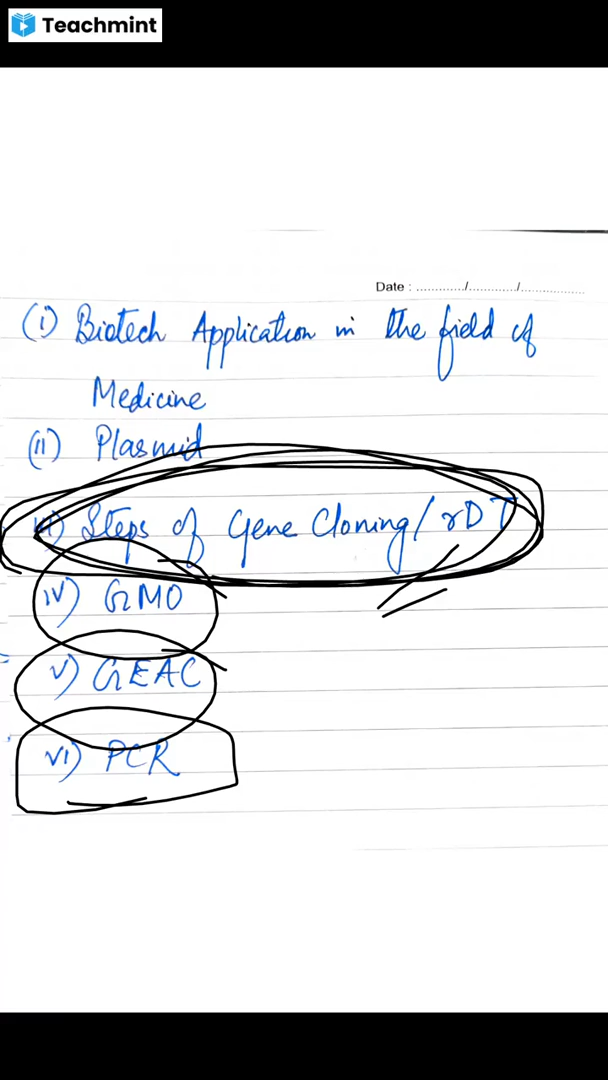 Teachmint
Date : ............/............/...............
(I) Biotech Application in the field of
Medicine
(II) Plasmid
III) Steps of Gene Cloning/rDT
IV) GMO
V) GEAC
VI) PCR